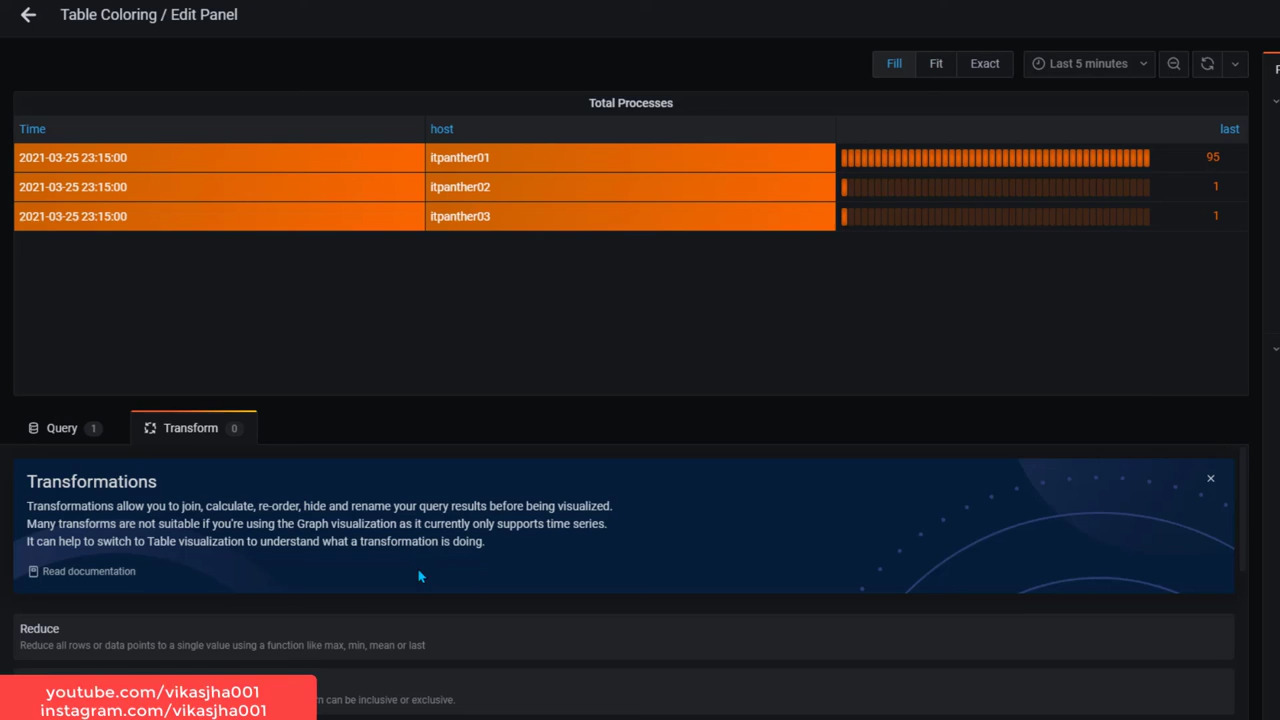 Table Coloring / Edit Panel
Fill Fit Exact Last 5 minutes
Total Processes
Time host last
2021-03-25 23:15:00 itpanther01 95
2021-03-25 23:15:00 itpanther02 1
2021-03-25 23:15:00 itpanther03 1
Query 1 Transform 0
Transformations
Transformations allow you to join, calculate, re-order, hide and rename your query results before being visualized.
Many transforms are not suitable if you're using the Graph visualization as it currently only supports time series.
It can help to switch to Table visualization to understand what a transformation is doing.
Read documentation
Reduce
Reduce all rows or data points to a single value using a function like max, min, mean or last
can be inclusive or exclusive.
youtube.com/vikasjha001
instagram.com/vikasjha001